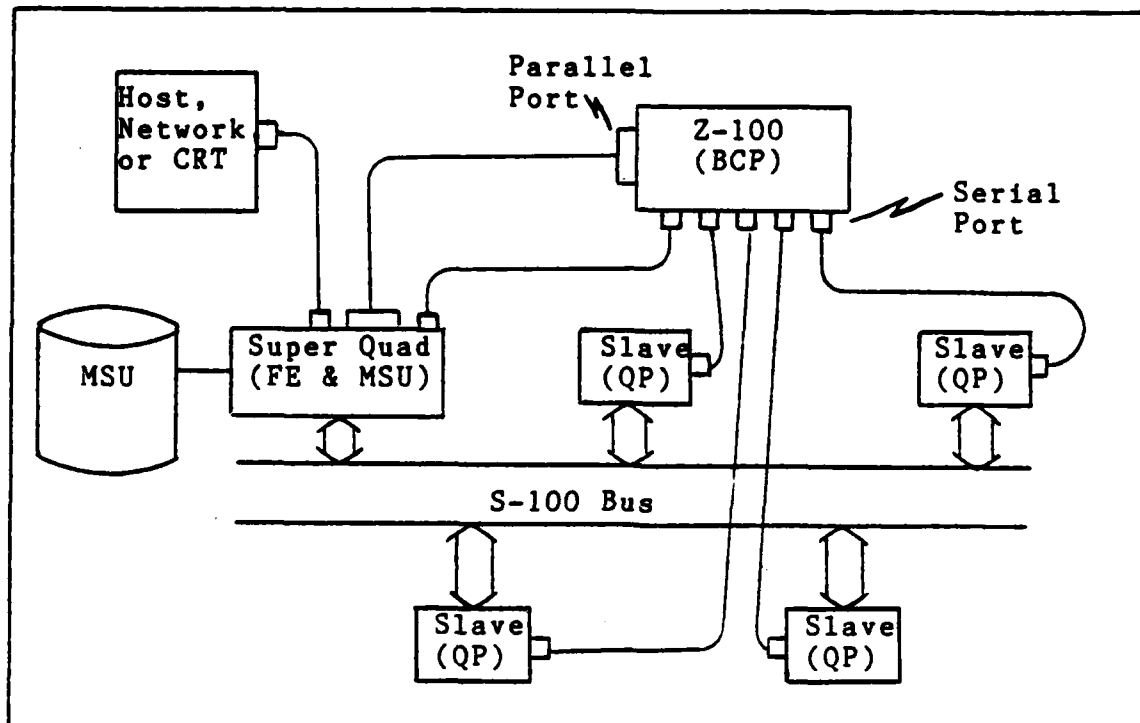 Host,
Network
or CRT
Parallel
Port
Z-100
(BCP)
Serial
Port
MSU
Super Quad
(FE & MSU)
Slave
(QP)
Slave
(QP)
S-100 Bus
Slave
(QP)
Slave
(QP)